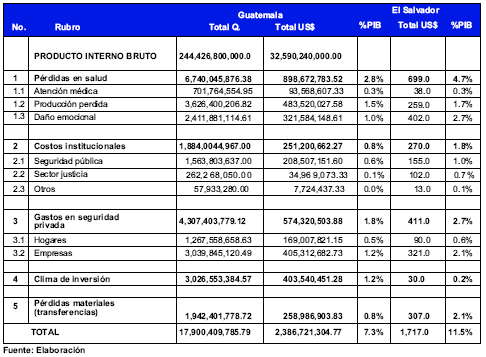 Guatemala El Salvador
No. Rubro Total Q. Total US$ %PIB Total US$ %PIB
PRODUCTO INTERNO BRUTO 244,426,800,000.0 32,590,240,000.00
1 Pérdidas en salud 6,740,045,876.38 898,672,783.52 2.8% 699.0 4.7%
1.1 Atención médica 701,764,554.95 93,568,607.33 0.3% 38.0 0.3%
1.2 Producción perdida 3,626,400,206.82 483,520,027.58 1.5% 259.0 1.7%
1.3 Daño emocional 2,411,881,114.61 321,584,148.61 1.0% 402.0 2.7%
2 Costos institucionales 1,884,0044,967.00 251,200,662.27 0.8% 270.0 1.8%
2.1 Seguridad pública 1,563,803,637.00 208,507,151.60 0.6% 155.0 1.0%
2.2 Sector justicia 262,268,050.00 34,969,073.33 0.1% 102.0 0.7%
2.3 Otros 57,933,280.00 7,724,437.33 0.0% 13.0 0.1%
3 Gastos en seguridad
privada 4,307,403,779.12 574,320,503.88 1.8% 411.0 2.7%
3.1 Hogares 1,267,558,658.63 169,007,821.15 0.5% 90.0 0.6%
3.2 Empresas 3,039,845,120.49 405,312,682.73 1.2% 321.0 2.1%
4 Clima de inversión 3,026,553,384.57 403,540,451.28 1.2% 30.0 0.2%
5 Pérdidas materiales
(transferencias) 1,942,401,778.72 258,986,903.83 0.8% 307.0 2.1%
TOTAL 17,900,409,785.79 2,386,721,304.77 7.3% 1,717.0 11.5%
Fuente: Elaboración